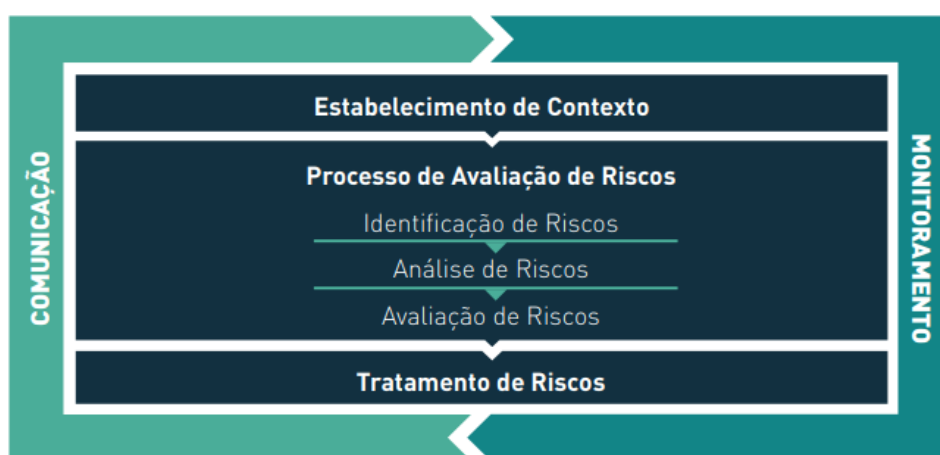 Estabelecimento de Contexto
Processo de Avaliação de Riscos
Identificação de Riscos
Análise de Riscos
Avaliação de Riscos
Tratamento de Riscos
COMUNICAÇÃO
MONITORAMENTO